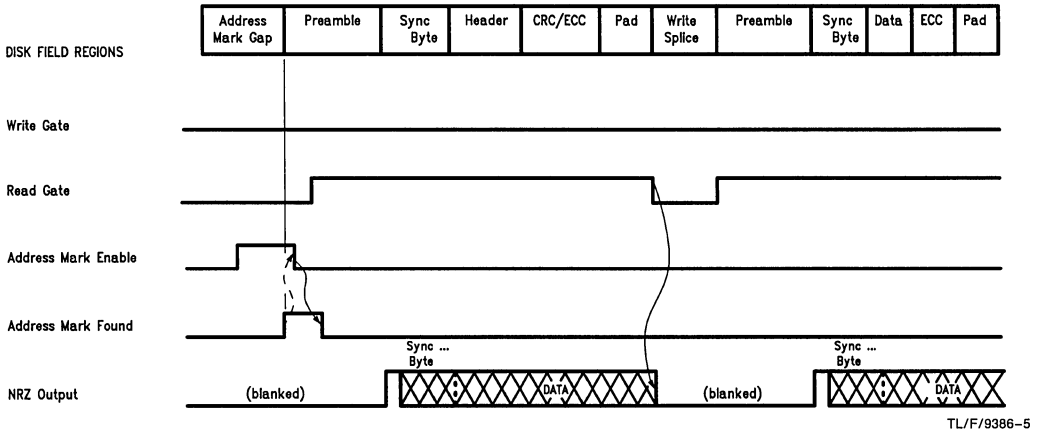 Address Preamble Sync Header CRC/ECC Pad Write Preamble Sync Data ECC Pad
Mark Gap Byte Splice Byte
DISK FIELD REGIONS
Write Gate
Read Gate
Address Mark Enable
Address Mark Found
Sync ... Sync ...
Byte Byte
NRZ Output (blanked) DATA (blanked) DATA
TL/F/9386-5